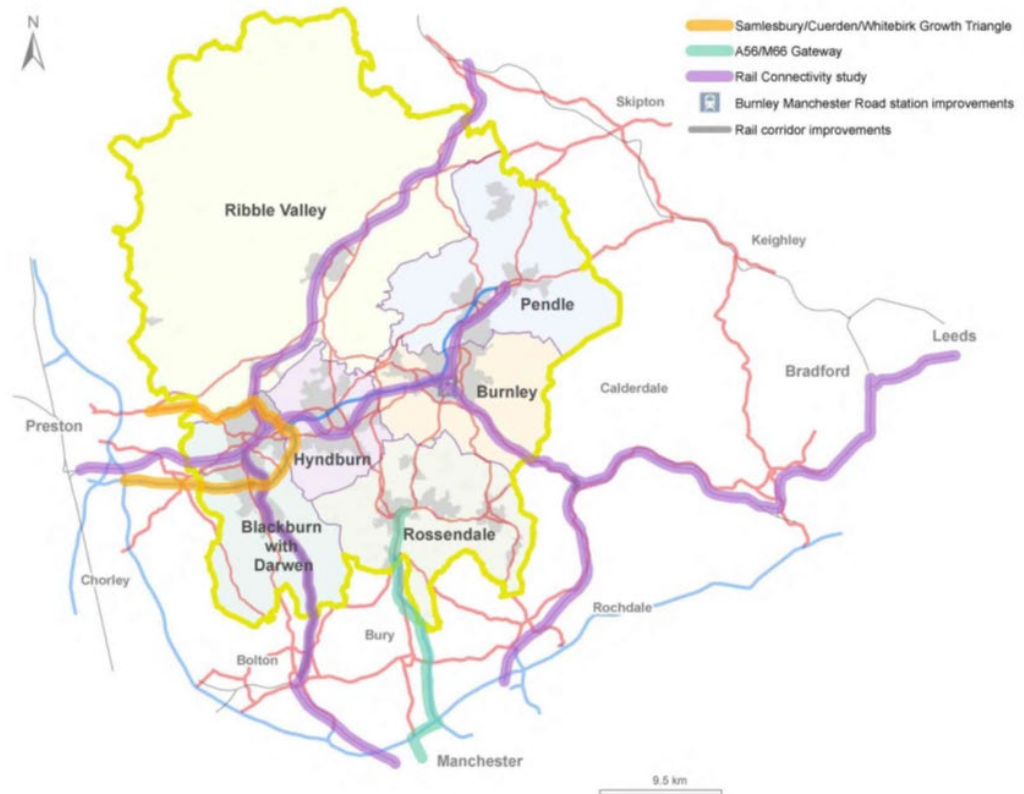 N
Samlesbury/Cuerden/Whitebirk Growth Triangle
A56/M66 Gateway
Rail Connectivity study
Burnley Manchester Road station improvements
Rail corridor improvements
Skipton
Ribble Valley
Keighley
Pendle
Leeds
Bradford
Burnley
Calderdale
Preston
Hyndburn
Blackburn
with
Darwen
Rossendale
Chorley
Rochdale
Bury
Bolton
Manchester
9.5 km